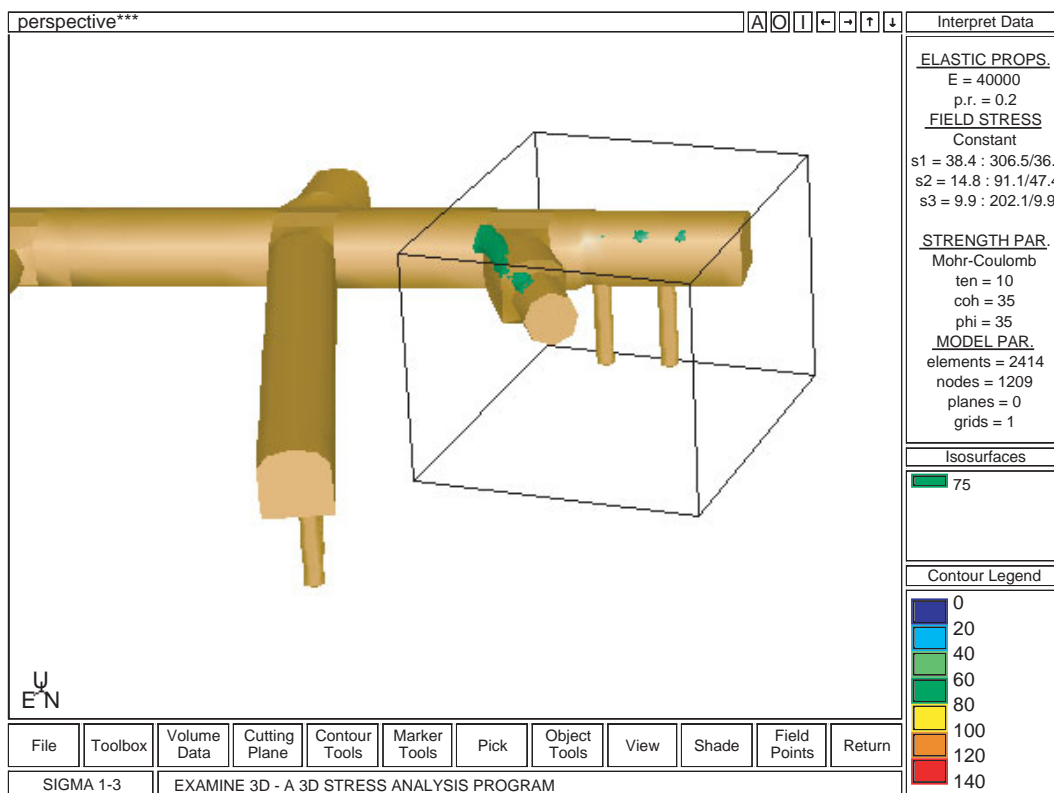 perspective*** A O I ← → ↑ ↓
Interpret Data
ELASTIC PROPS.
E = 40000
p.r. = 0.2
FIELD STRESS
Constant
s1 = 38.4 : 306.5/36.
s2 = 14.8 : 91.1/47.4
s3 = 9.9 : 202.1/9.9
STRENGTH PAR.
Mohr-Coulomb
ten = 10
coh = 35
phi = 35
MODEL PAR.
elements = 2414
nodes = 1209
planes = 0
grids = 1
Isosurfaces
75
Contour Legend
0
20
40
60
80
100
120
140
U
E N
File Toolbox Volume Data Cutting Plane Contour Tools Marker Tools Pick Object Tools View Shade Field Points Return
SIGMA 1-3 EXAMINE 3D - A 3D STRESS ANALYSIS PROGRAM